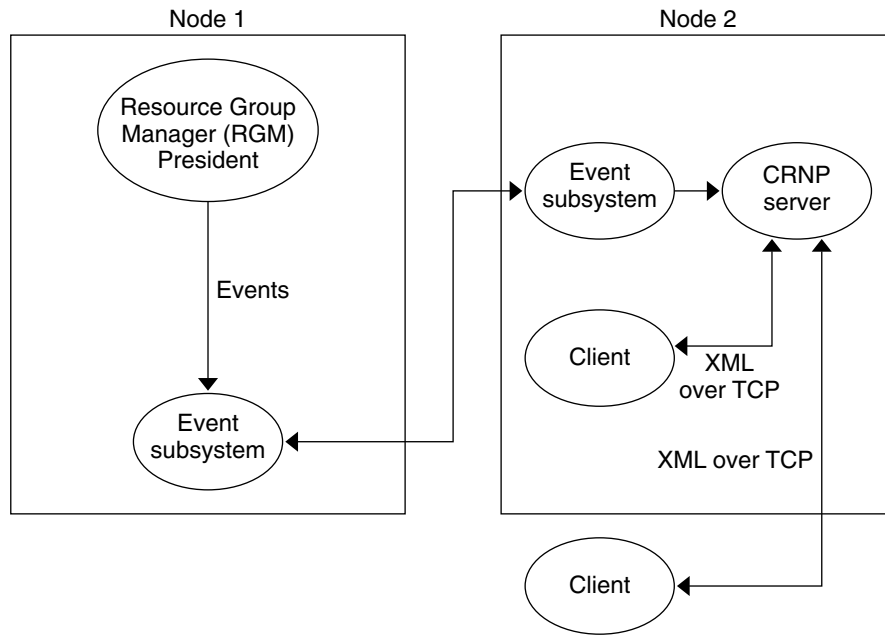 Node 1
Node 2
Resource Group
Manager (RGM)
President
Events
Event
subsystem
Event
subsystem
CRNP
server
Client
XML
over TCP
XML over TCP
Client